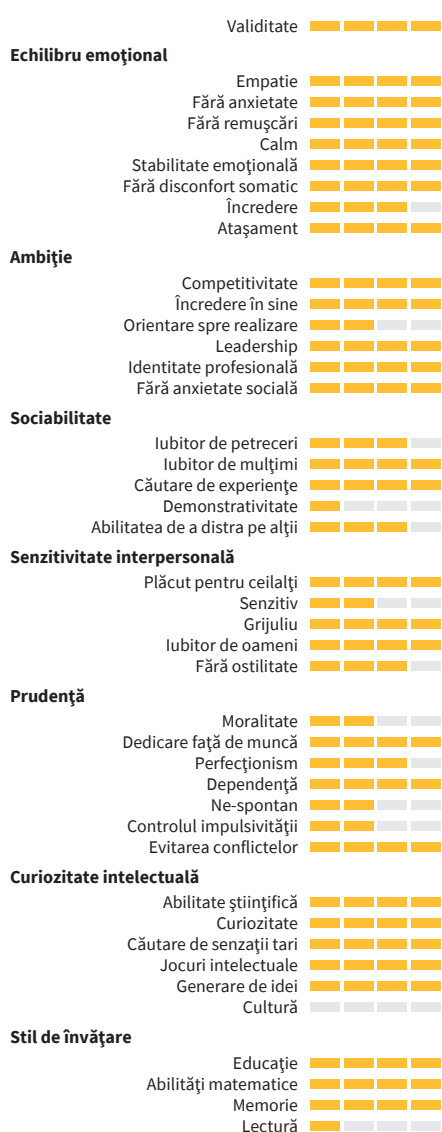 Validitate
Echilibru emoţional
Empatie
Fără anxietate
Fără remuşcări
Calm
Stabilitate emoţională
Fără disconfort somatic
Încredere
Ataşament
Ambiţie
Competitivitate
Încredere în sine
Orientare spre realizare
Leadership
Identitate profesională
Fără anxietate socială
Sociabilitate
Iubitor de petreceri
Iubitor de mulţimi
Căutare de experienţe
Demonstrativitate
Abilitatea de a distra pe alţii
Senzitivitate interpersonală
Plăcut pentru ceilalţi
Senzitiv
Grijuliu
Iubitor de oameni
Fără ostilitate
Prudenţă
Moralitate
Dedicare faţă de muncă
Perfecţionism
Dependenţă
Ne-spontan
Controlul impulsivităţii
Evitarea conflictelor
Curiozitate intelectuală
Abilitate ştiinţifică
Curiozitate
Căutare de senzaţii tari
Jocuri intelectuale
Generare de idei
Cultură
Stil de învăţare
Educaţie
Abilităţi matematice
Memorie
Lectură